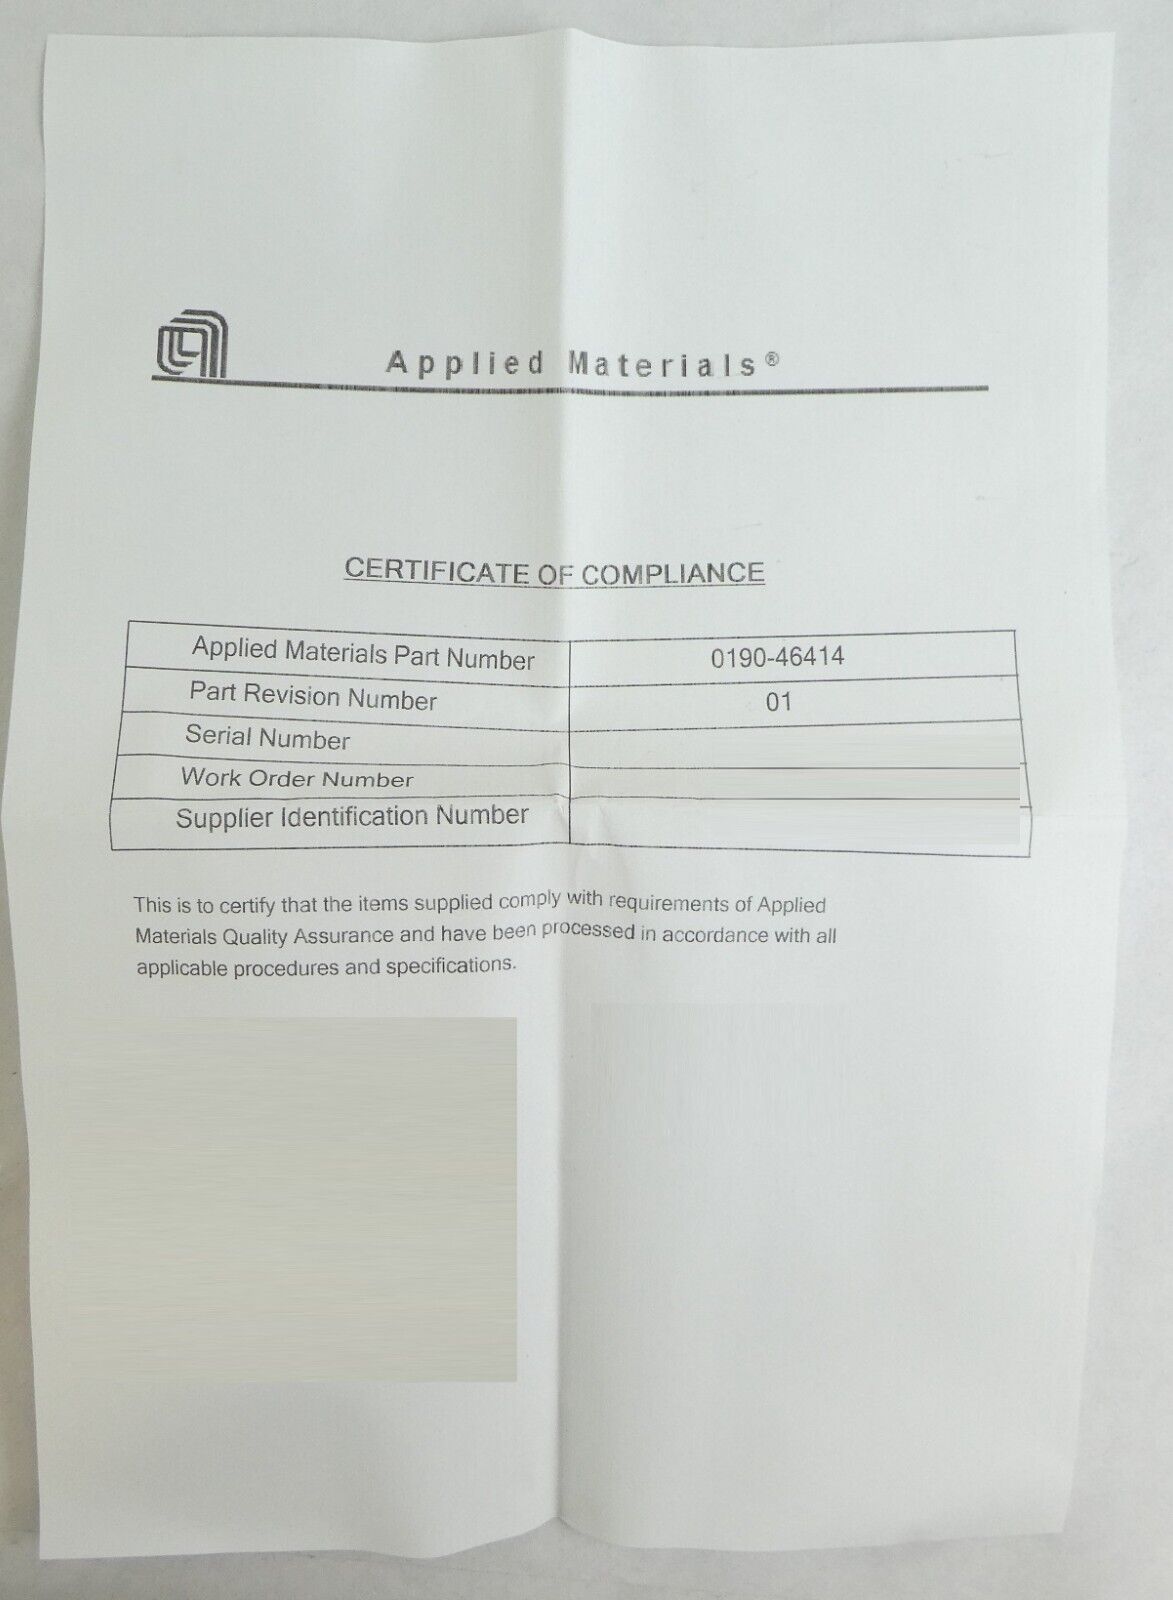 Applied Materials®
CERTIFICATE OF COMPLIANCE
Applied Materials Part Number 0190-46414
Part Revision Number 01
Serial Number
Work Order Number
Supplier Identification Number
This is to certify that the items supplied comply with requirements of Applied
Materials Quality Assurance and have been processed in accordance with all
applicable procedures and specifications.